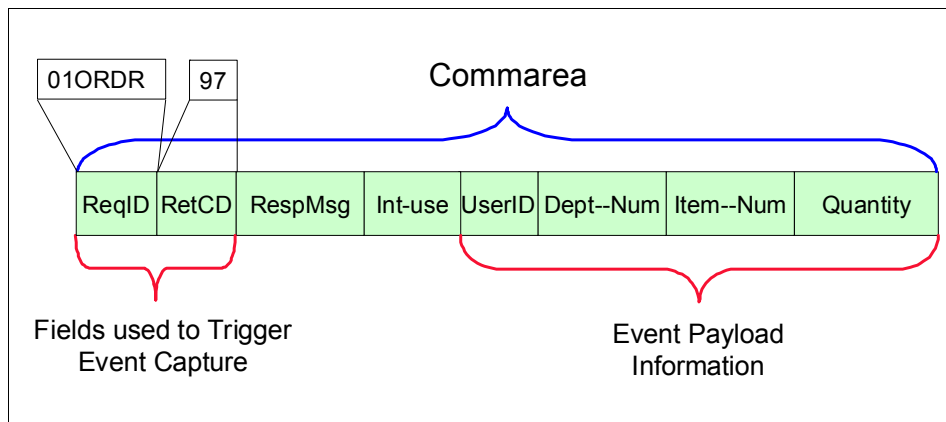 01ORDR
97
Commarea
ReqID
RetCD
RespMsg
Int-use
UserID
Dept--Num
Item--Num
Quantity
Fields used to Trigger
Event Capture
Event Payload
Information